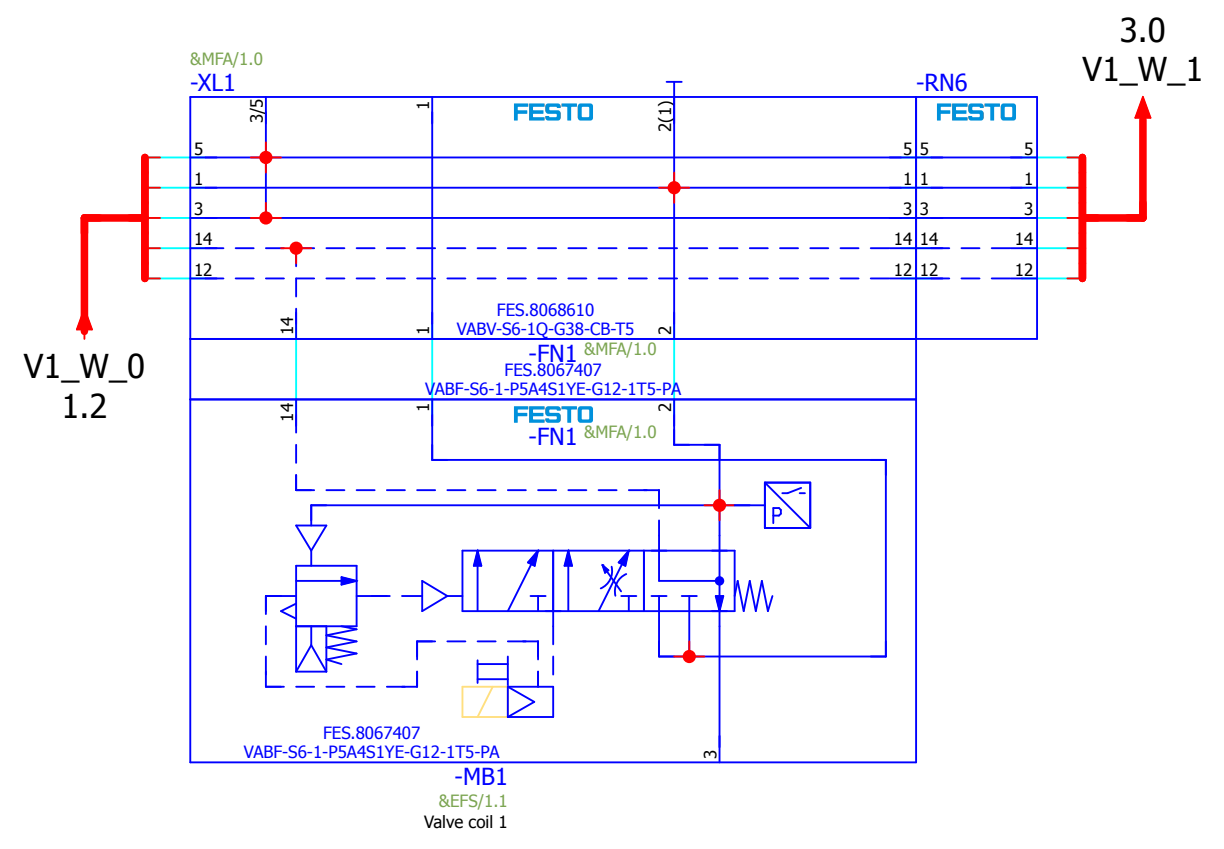 3.0
V1_W_1
&MFA/1.0
-XL1
-RN6
3/5
1
FESTO
2(1)
FESTO
5
5
5
5
1
1
1
1
3
3
3
3
14
14
14
14
12
12
12
12
FES.8068610
VABV-S6-1Q-G38-CB-T5
14
1
2
V1_W_0
1.2
-FN1 &MFA/1.0
FES.8067407
VABF-S6-1-P5A4S1YE-G12-1T5-PA
14
1
2
FESTO
-FN1 &MFA/1.0
P
FES.8067407
VABF-S6-1-P5A4S1YE-G12-1T5-PA
3
-MB1
&EFS/1.1
Valve coil 1